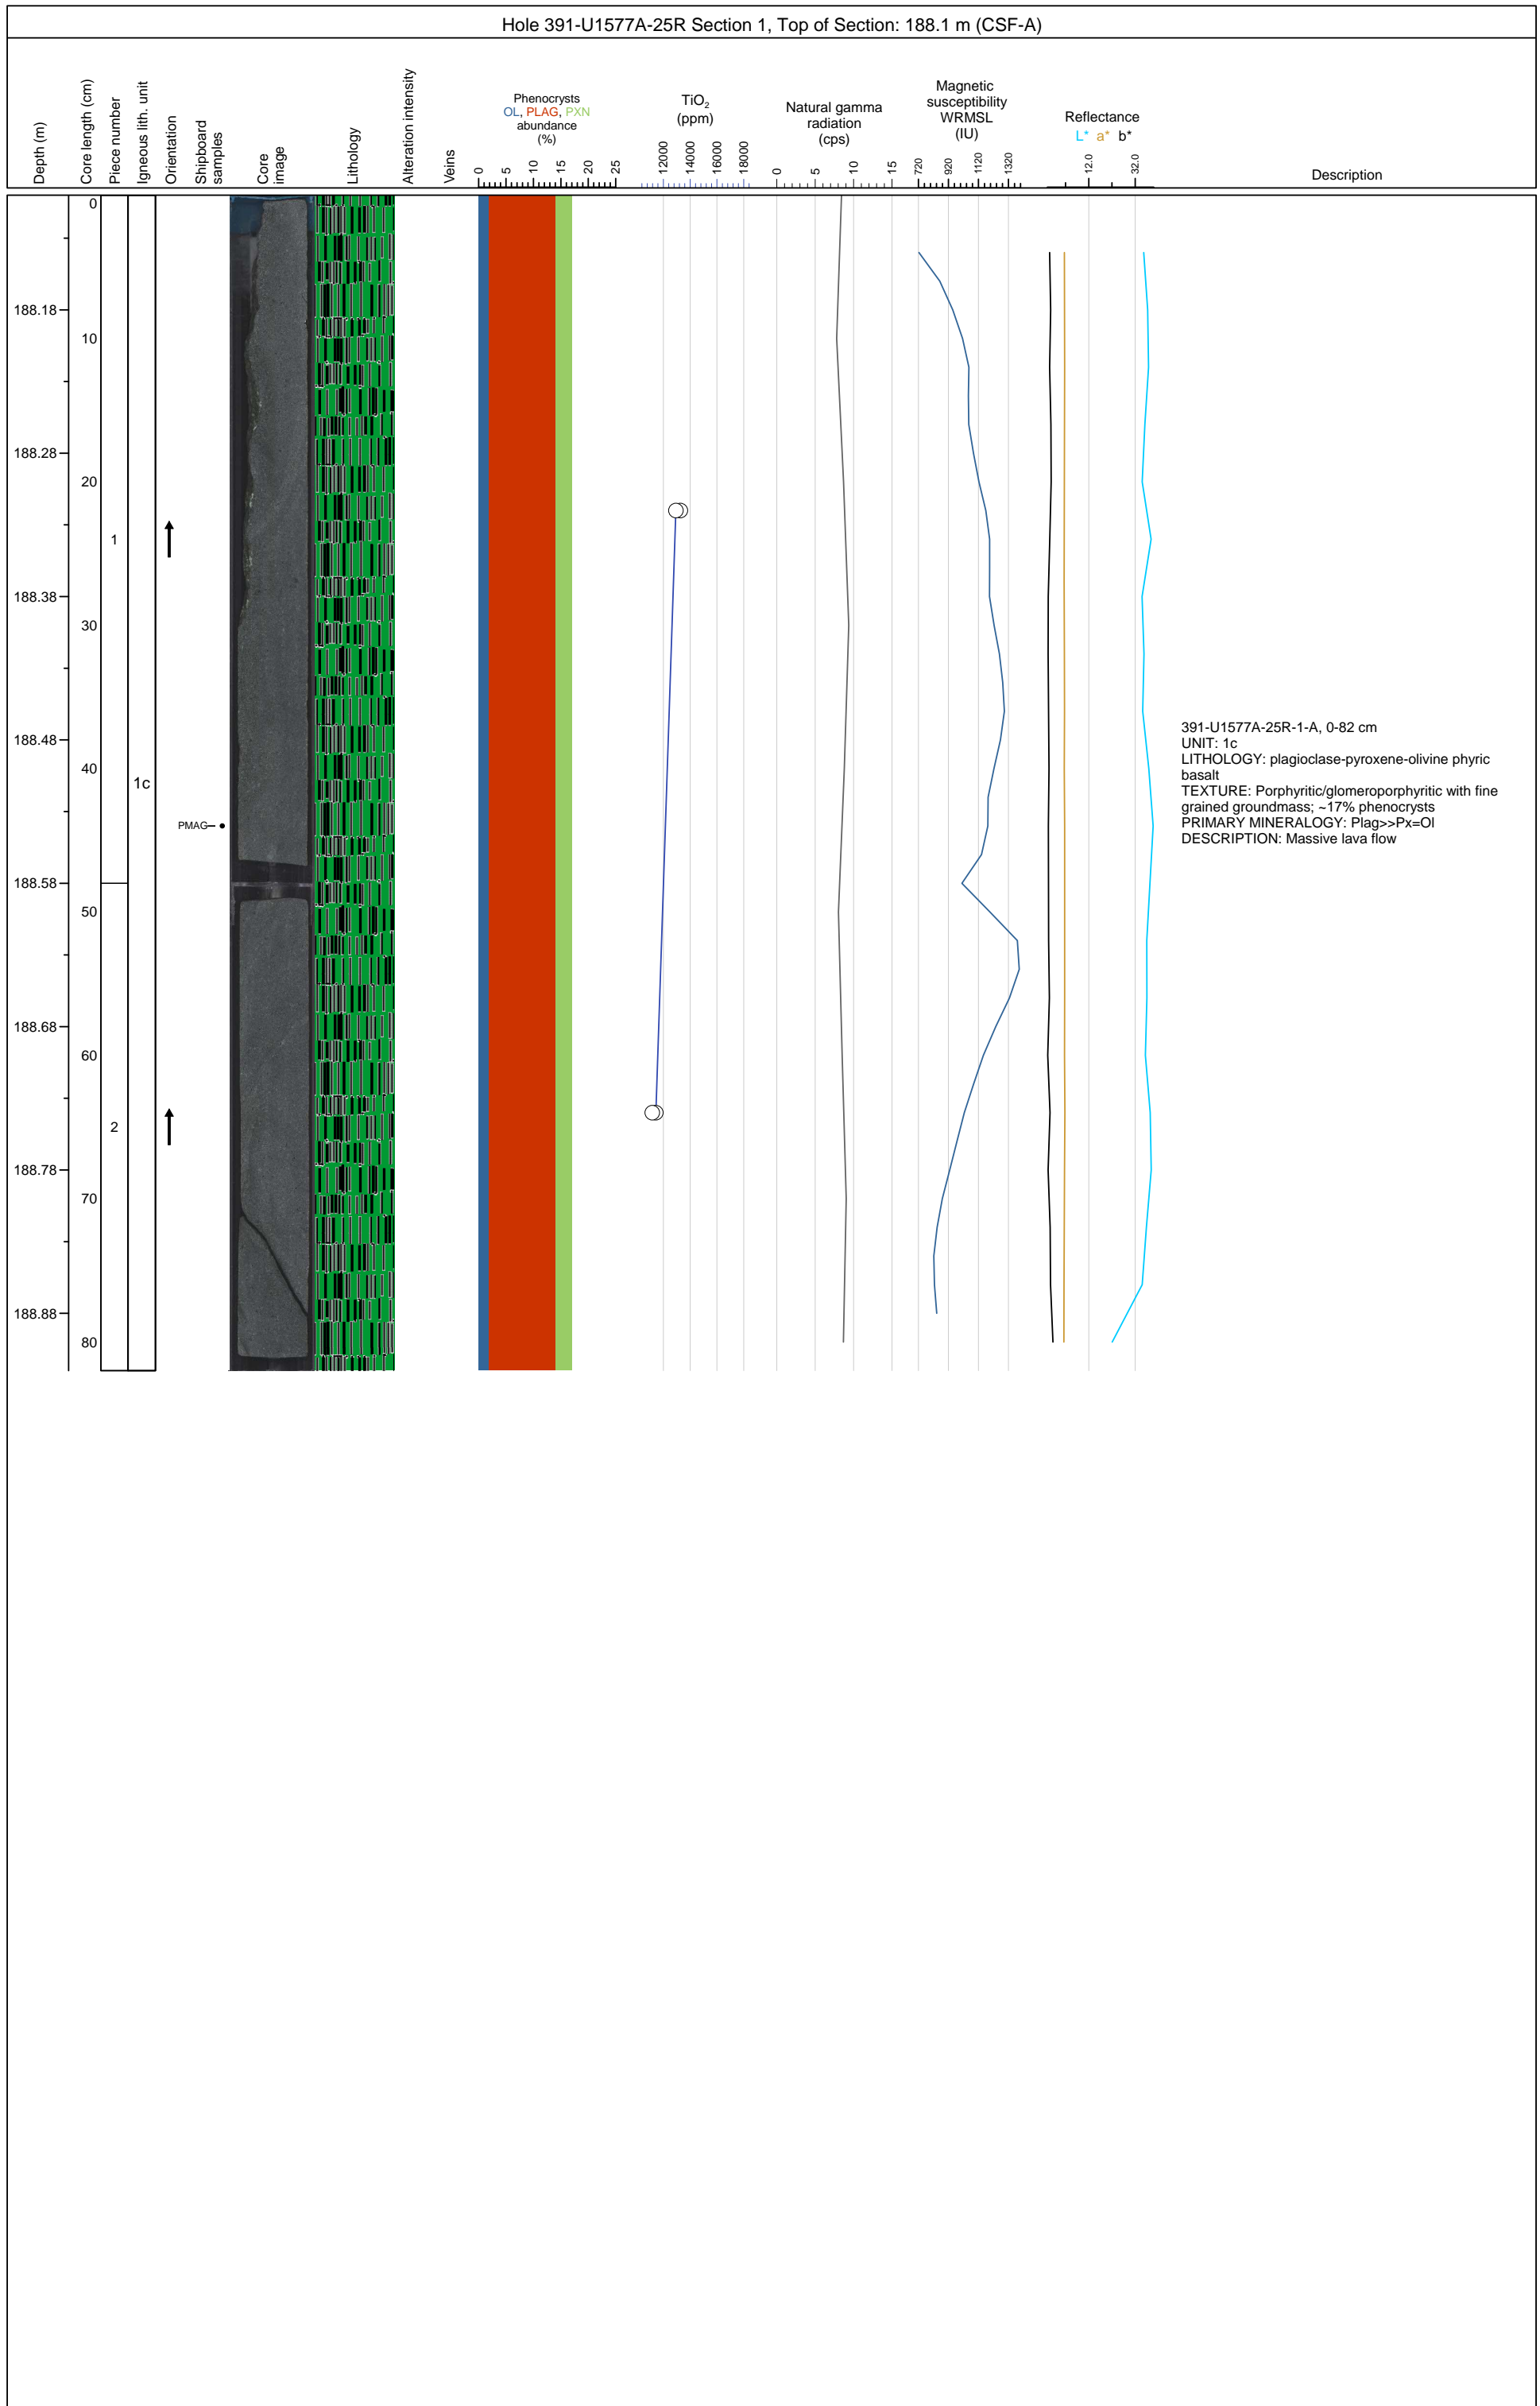 Hole 391-U1577A-25R Section 1, Top of Section: 188.1 m (CSF-A)
Depth (m)
Core length (cm)
Piece number
Igneous lith. unit
Orientation
Shipboard
samples
Core
image
Lithology
Alteration intensity
Veins
Phenocrysts
OL, PLAG, PXN
abundance
(%)
0 5 10 15 20 25
TiO₂
(ppm)
12000 14000 16000 18000
Natural gamma
radiation
(cps)
0 5 10 15
Magnetic
susceptibility
WRMSL
(IU)
720 920 1120 1320
Reflectance
L* a* b*
12.0 32.0
Description
0
188.18
10
188.28
20
1
188.38
30
188.48
40
1c
PMAG
188.58
50
188.68
60
2
188.78
70
188.88
80
391-U1577A-25R-1-A, 0-82 cm
UNIT: 1c
LITHOLOGY: plagioclase-pyroxene-olivine phyric
basalt
TEXTURE: Porphyritic/glomeroporphyritic with fine
grained groundmass; ~17% phenocrysts
PRIMARY MINERALOGY: Plag>>Px=Ol
DESCRIPTION: Massive lava flow